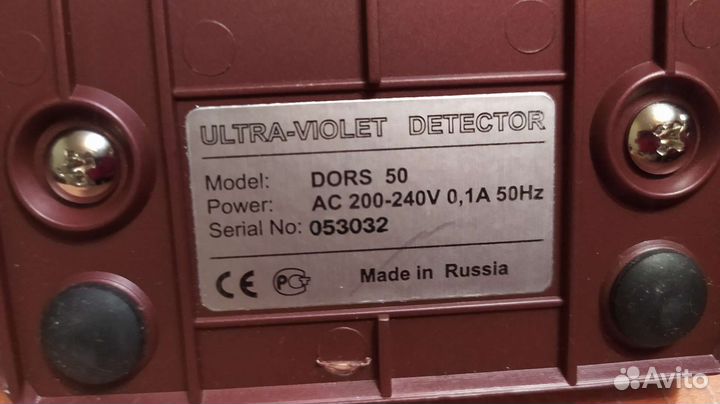 ULTRA-VIOLET DETECTOR
Model: DORS 50
Power: AC 200-240V 0,1A 50Hz
Serial No: 053032
CE PG Made in Russia
Avito